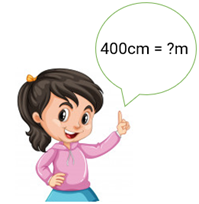 400cm = ?m